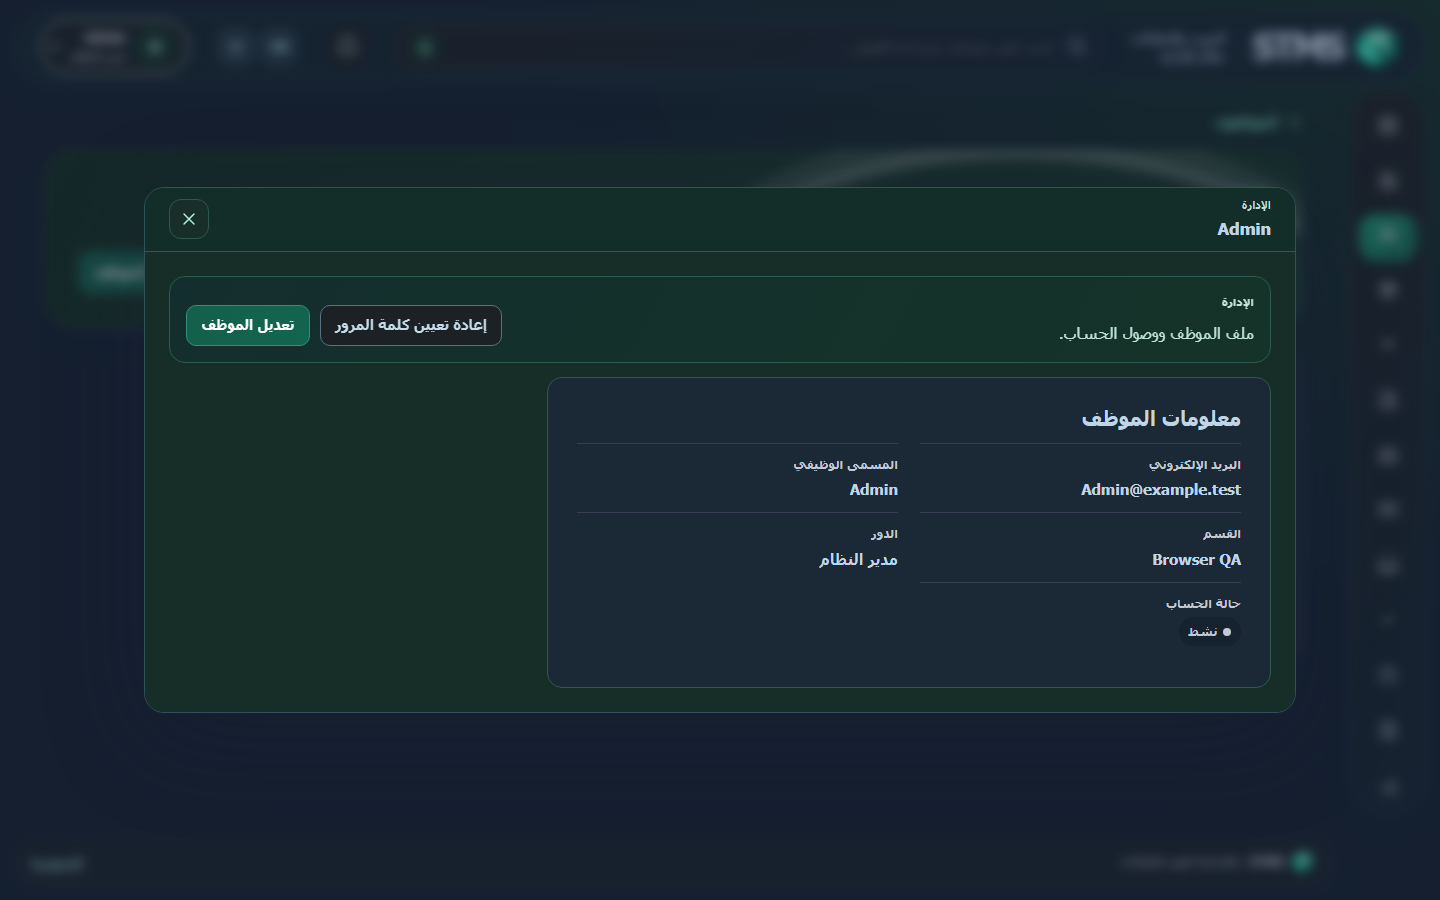 STMS
الإدارة
Admin
الإدارة
ملف الموظف ووصول الحساب.
إعادة تعيين كلمة المرور
تعديل الموظف
معلومات الموظف
البريد الإلكتروني
Admin@example.test
المسمى الوظيفي
Admin
القسم
Browser QA
الدور
مدير النظام
حالة الحساب
نشط